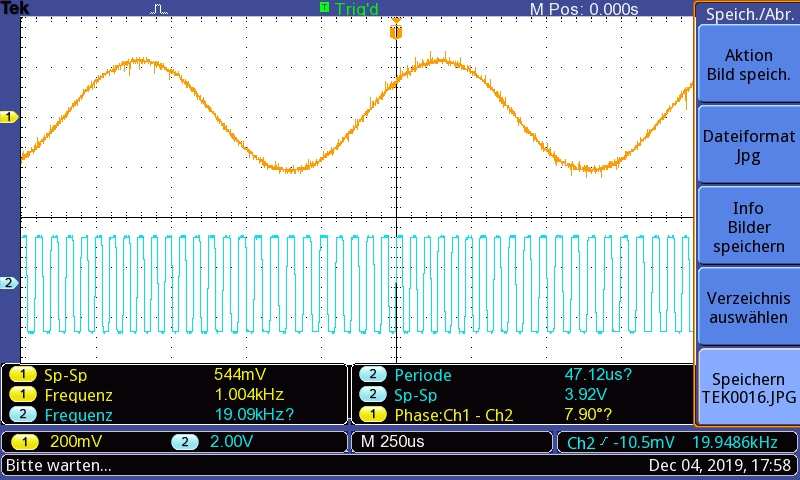 Tek
T Trig'd
M Pos: 0.000s
Speich./Abr.
Aktion
Bild speich.
Dateiformat
Jpg
Info
Bilder
speichern
Verzeichnis
auswählen
Speichern
TEK0016.JPG
1
2
1 Sp-Sp 544mV
1 Frequenz 1.004kHz
2 Frequenz 19.09kHz?
2 Periode 47.12us?
2 Sp-Sp 3.92V
1 Phase:Ch1 - Ch2 7.90°?
1 200mV
2 2.00V
M 250us
Ch2 -10.5mV 19.9486kHz
Bitte warten...
Dec 04, 2019, 17:58